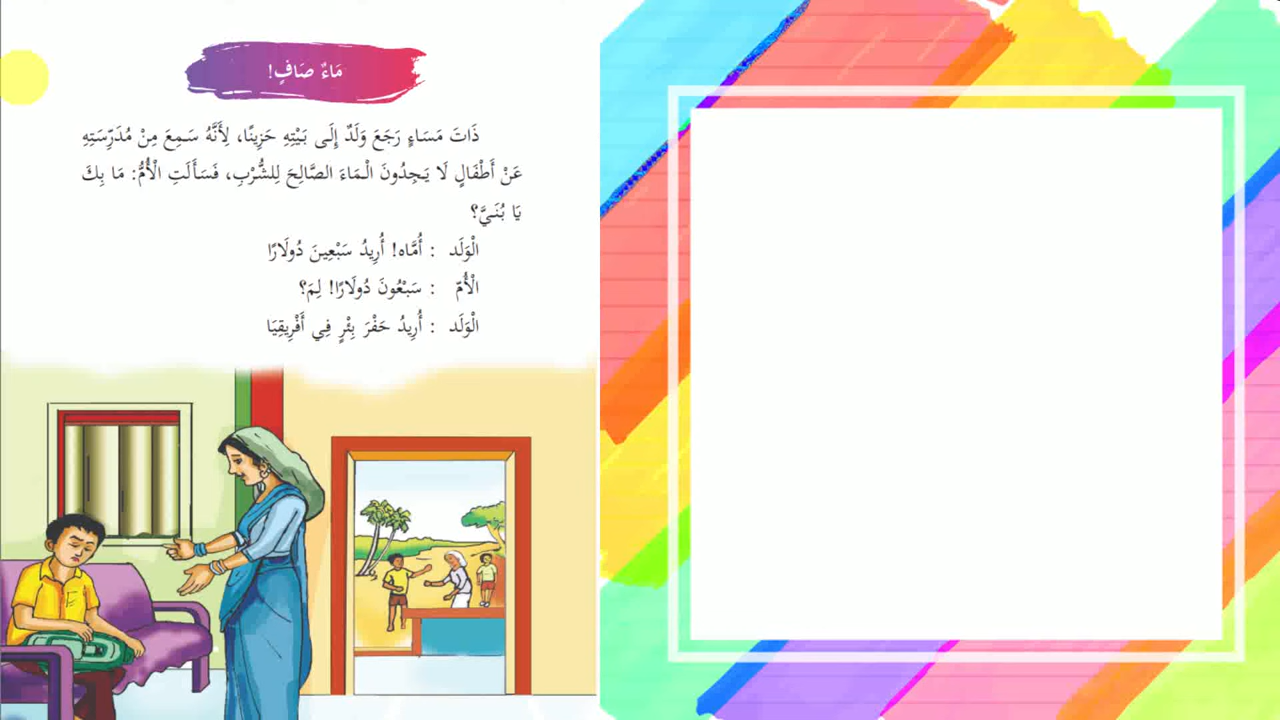 مَاءٌ صَافٍ!
ذَاتَ مَسَاءٍ رَجَعَ وَلَدٌ إِلَى بَيْتِهِ حَزِينًا، لِأَنَّهُ سَمِعَ مِنْ مُدَرِّسَتِهِ
عَنْ أَطْفَالٍ لَا يَجِدُونَ الْمَاءَ الصَّالِحَ لِلشُّرْبِ، فَسَأَلَتِ الْأُمُّ: مَا بِكَ
يَا بُنَيَّ؟
الْوَلَد : أُمَّاه! أُرِيدُ سَبْعِينَ دُولَارًا
الْأُمّ : سَبْعُونَ دُولَارًا! لِمَ؟
الْوَلَد : أُرِيدُ حَفْرَ بِئْرٍ فِي أَفْرِيقِيَا